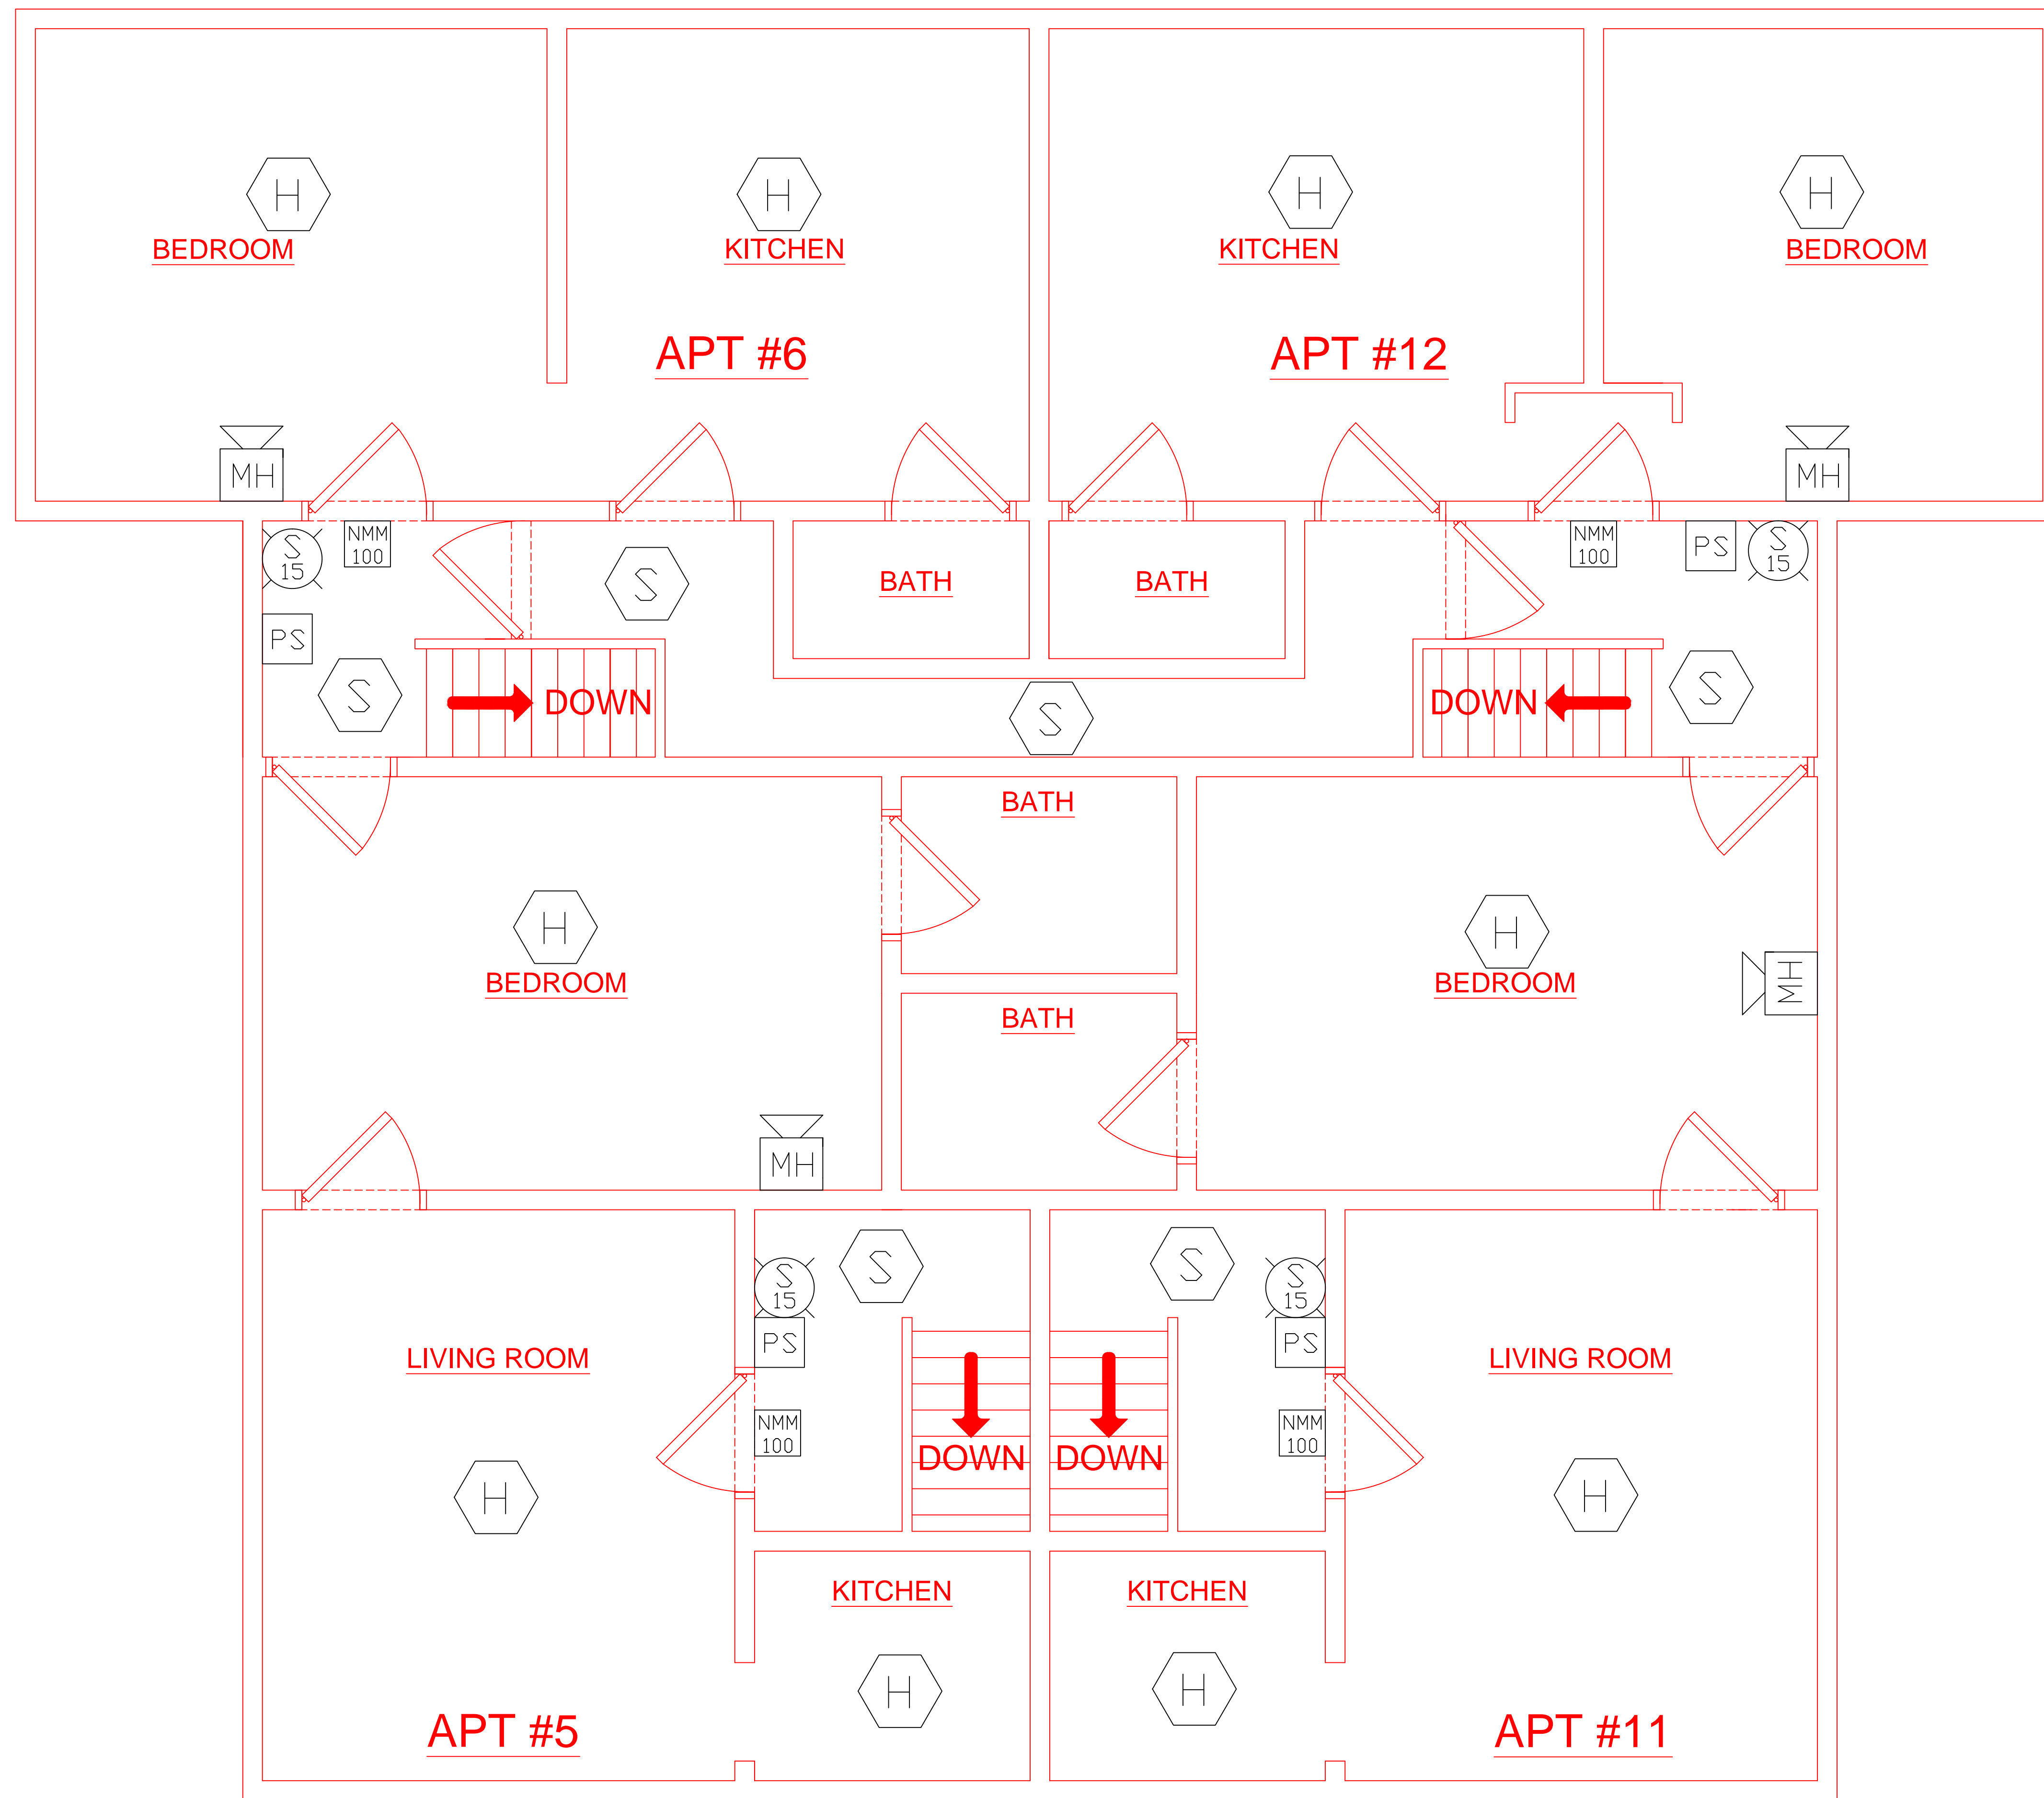 H
H
H
H
BEDROOM
KITCHEN
KITCHEN
BEDROOM
APT #6
APT #12
MH
MH
S
15
NMM
100
NMM
100
PS
S
15
S
BATH
BATH
PS
S
DOWN
S
DOWN
S
BATH
H
H
BEDROOM
BEDROOM
MH
BATH
MH
S
S
S
15
S
15
PS
PS
LIVING ROOM
LIVING ROOM
NMM
100
NMM
100
DOWN
DOWN
H
H
KITCHEN
KITCHEN
H
H
APT #5
APT #11